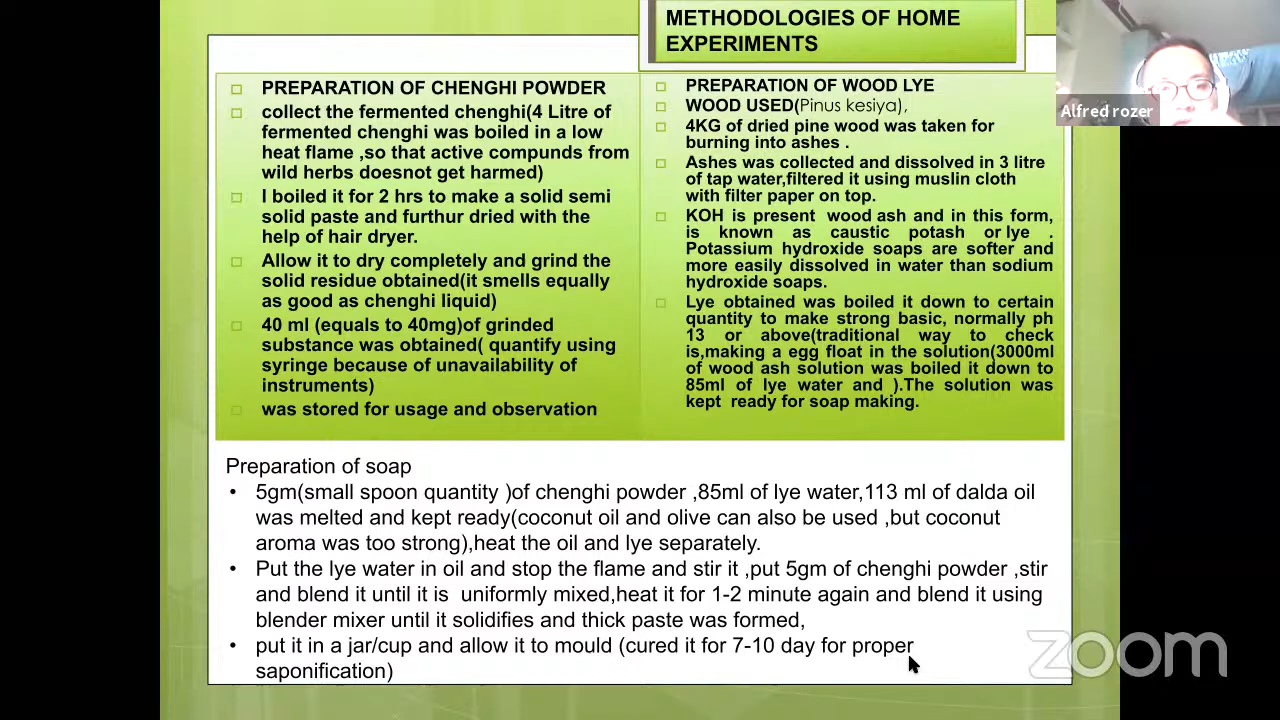 METHODOLOGIES OF HOME
EXPERIMENTS
PREPARATION OF CHENGHI POWDER
collect the fermented chenghi(4 Litre of
fermented chenghi was boiled in a low
heat flame ,so that active compunds from
wild herbs doesnot get harmed)
I boiled it for 2 hrs to make a solid semi
solid paste and furthur dried with the
help of hair dryer.
Allow it to dry completely and grind the
solid residue obtained(it smells equally
as good as chenghi liquid)
40 ml (equals to 40mg)of grinded
substance was obtained( quantify using
syringe because of unavailability of
instruments)
was stored for usage and observation
PREPARATION OF WOOD LYE
WOOD USED(Pinus kesiya),
4KG of dried pine wood was taken for
burning into ashes .
Ashes was collected and dissolved in 3 litre
of tap water,filtered it using muslin cloth
with filter paper on top.
KOH is present wood ash and in this form,
is known as caustic potash or lye .
Potassium hydroxide soaps are softer and
more easily dissolved in water than sodium
hydroxide soaps.
Lye obtained was boiled it down to certain
quantity to make strong basic, normally ph
13 or above(traditional way to check
is,making a egg float in the solution(3000ml
of wood ash solution was boiled it down to
85ml of lye water and ).The solution was
kept ready for soap making.
Preparation of soap
5gm(small spoon quantity )of chenghi powder ,85ml of lye water,113 ml of dalda oil
was melted and kept ready(coconut oil and olive can also be used ,but coconut
aroma was too strong),heat the oil and lye separately.
Put the lye water in oil and stop the flame and stir it ,put 5gm of chenghi powder ,stir
and blend it until it is uniformly mixed,heat it for 1-2 minute again and blend it using
blender mixer until it solidifies and thick paste was formed,
put it in a jar/cup and allow it to mould (cured it for 7-10 day for proper
saponification)
Alfred rozer
zoom